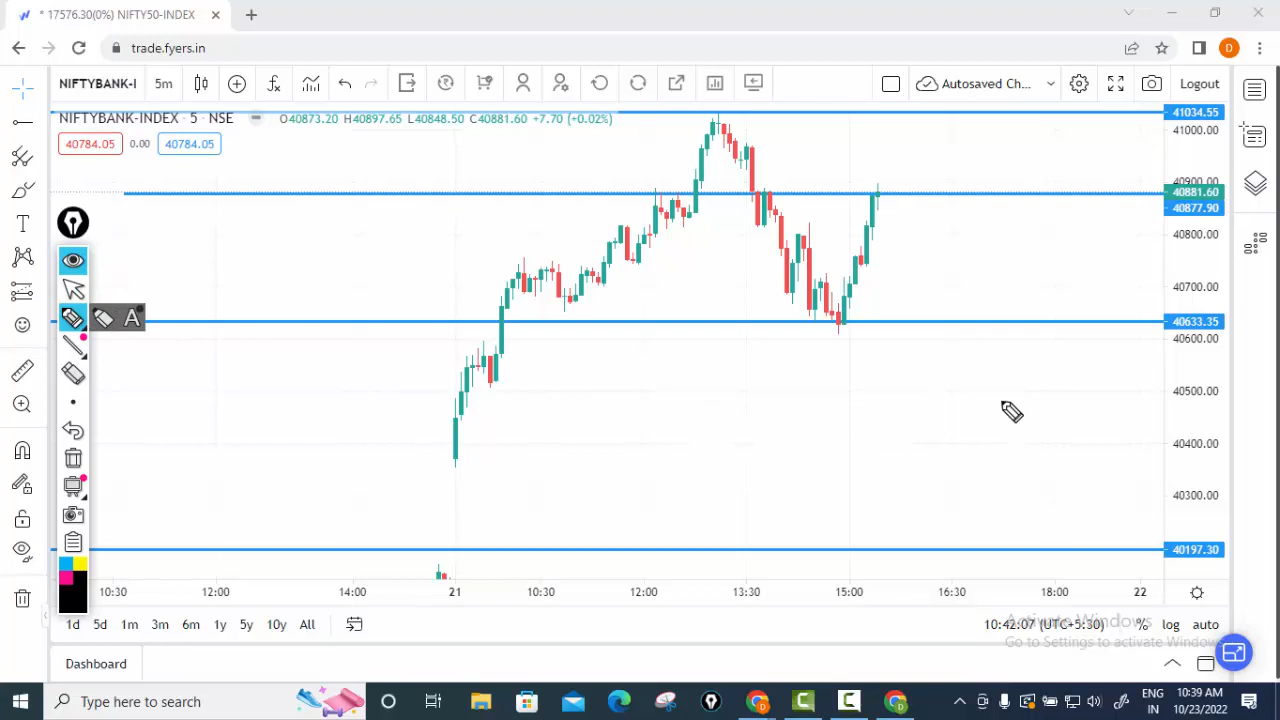 * 17576.30(0%) NIFTY50-INDEX
trade.fyers.in
D
NIFTYBANK-I 5m Autosaved Ch... Logout
NIFTYBANK-INDEX · 5 · NSE O40873.20 H40897.65 L40848.50 C40881.60 +7.70 (+0.02%)
40784.05 0.00 40784.05
41034.55
41000.00
40900.00
40881.60
40877.90
40800.00
40700.00
40633.35
40600.00
40500.00
40400.00
40300.00
40197.30
T
A
10:30 12:00 14:00 21 10:30 12:00 13:30 15:00 16:30 18:00 22
1d 5d 1m 3m 6m 1y 5y 10y All 10:42:07 (UTC+5:30) % log auto
Activate Windows
Go to Settings to activate Windows.
Dashboard
Type here to search
ENG
IN
10:39 AM
10/23/2022